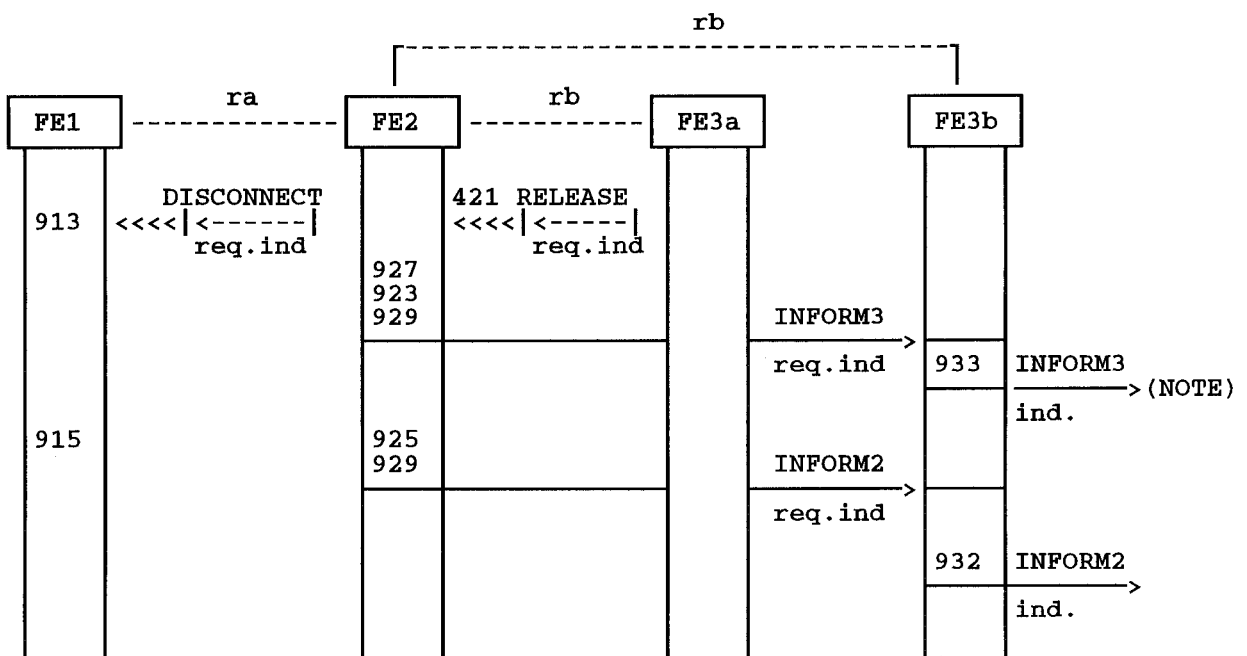 rb
ra rb
FE1 FE2 FE3a FE3b
DISCONNECT 421 RELEASE
913 <<<<|<------| <<<<|<-----|
req.ind req.ind
927
923
929 INFORM3
req.ind 933 INFORM3
(NOTE)
ind.
915 925
929 INFORM2
req.ind
932 INFORM2
ind.